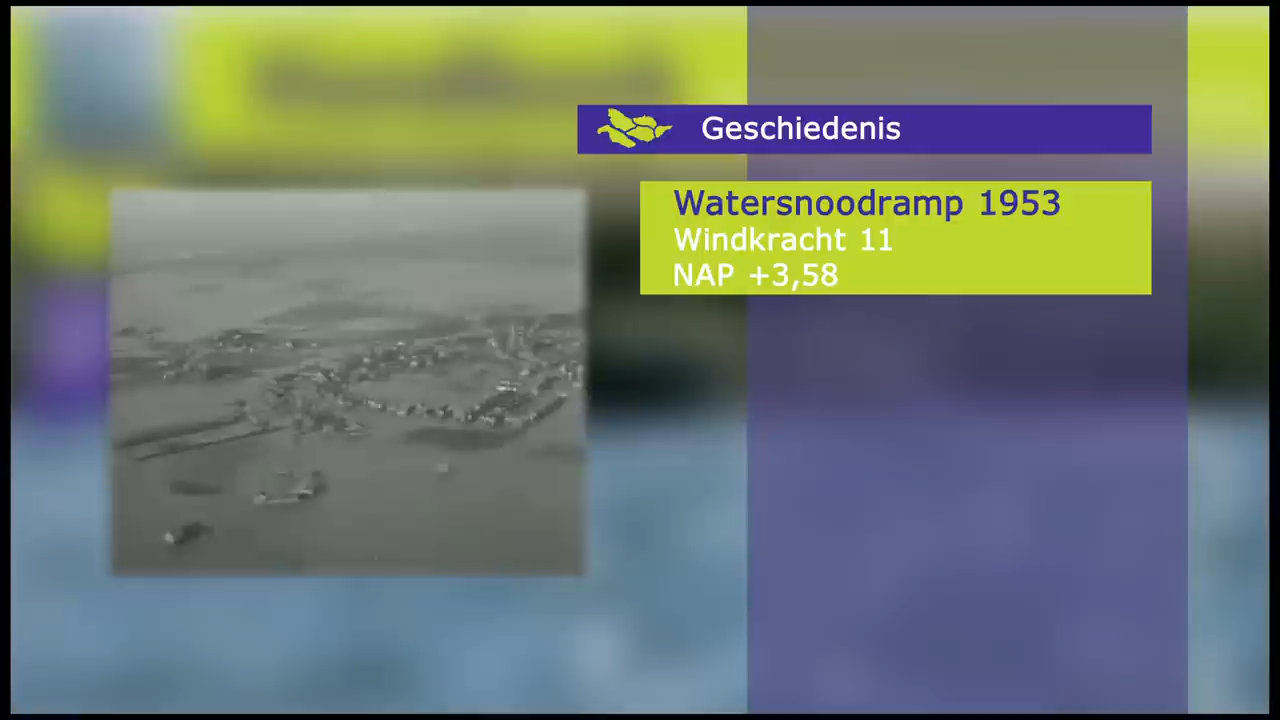 Geschiedenis
Watersnoodramp 1953
Windkracht 11
NAP +3,58